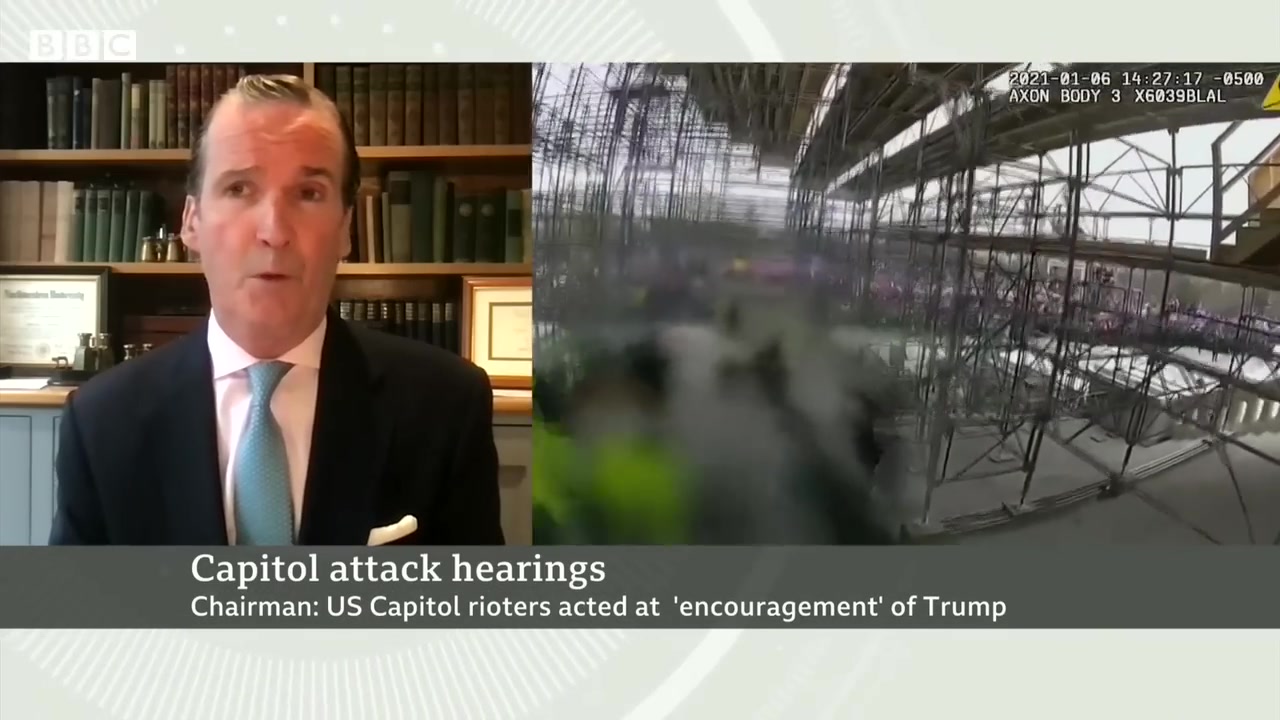 BBC
2021-01-06 14:27:17 -0500
AXON BODY 3 X6039BLAL
Capitol attack hearings
Chairman: US Capitol rioters acted at 'encouragement' of Trump